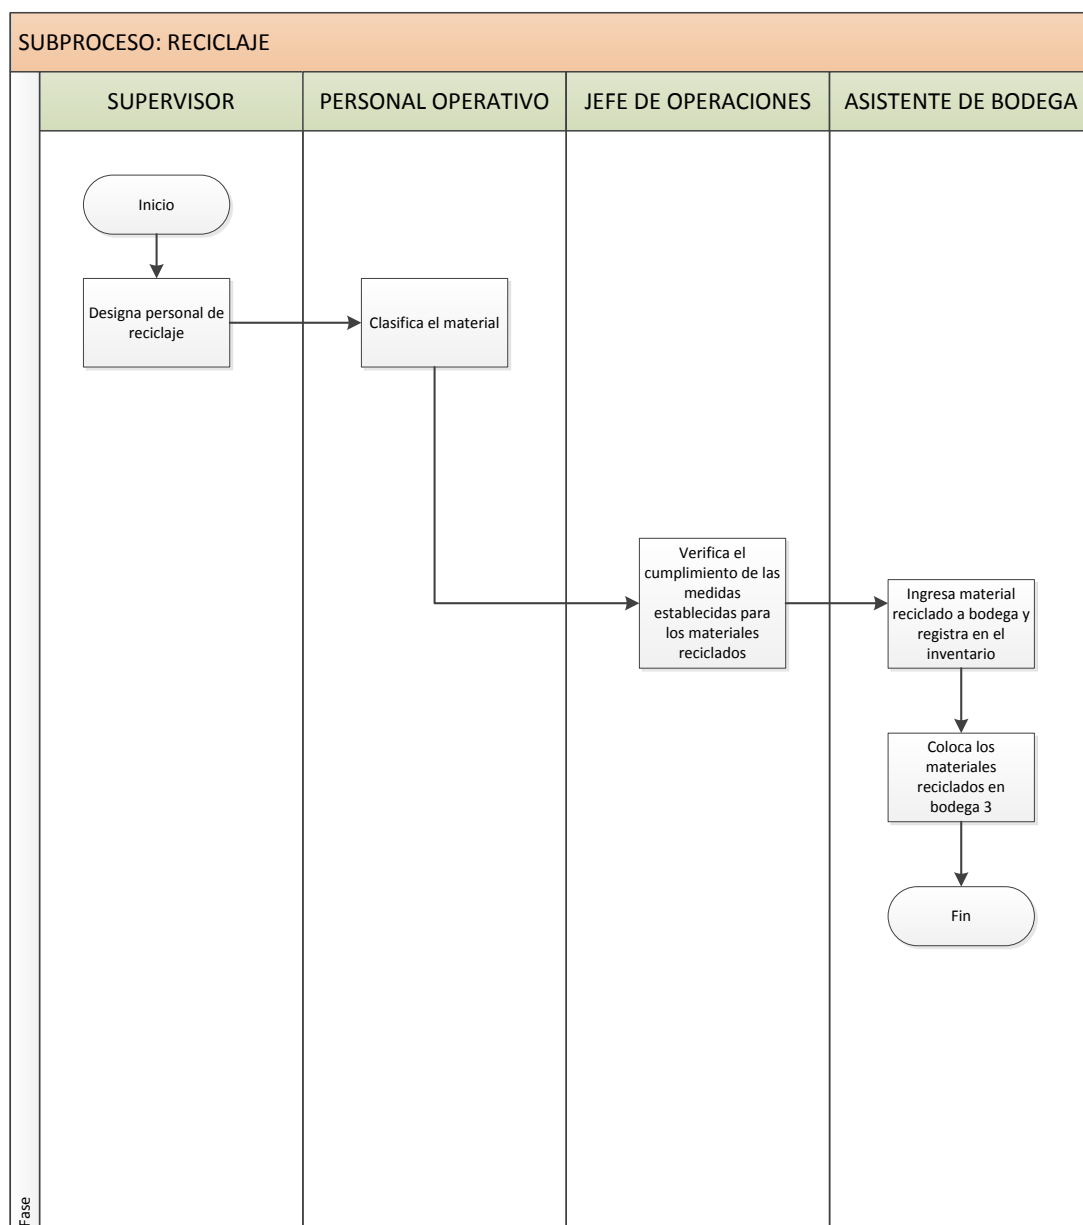 SUBPROCESO: RECICLAJE
SUPERVISOR
PERSONAL OPERATIVO
JEFE DE OPERACIONES
ASISTENTE DE BODEGA
Inicio
Designa personal de
reciclaje
Clasifica el material
Verifica el
cumplimiento de las
medidas
establecidas para
los materiales
reciclados
Ingresa material
reciclado a bodega y
registra en el
inventario
Coloca los
materiales
reciclados en
bodega 3
Fin
Fase